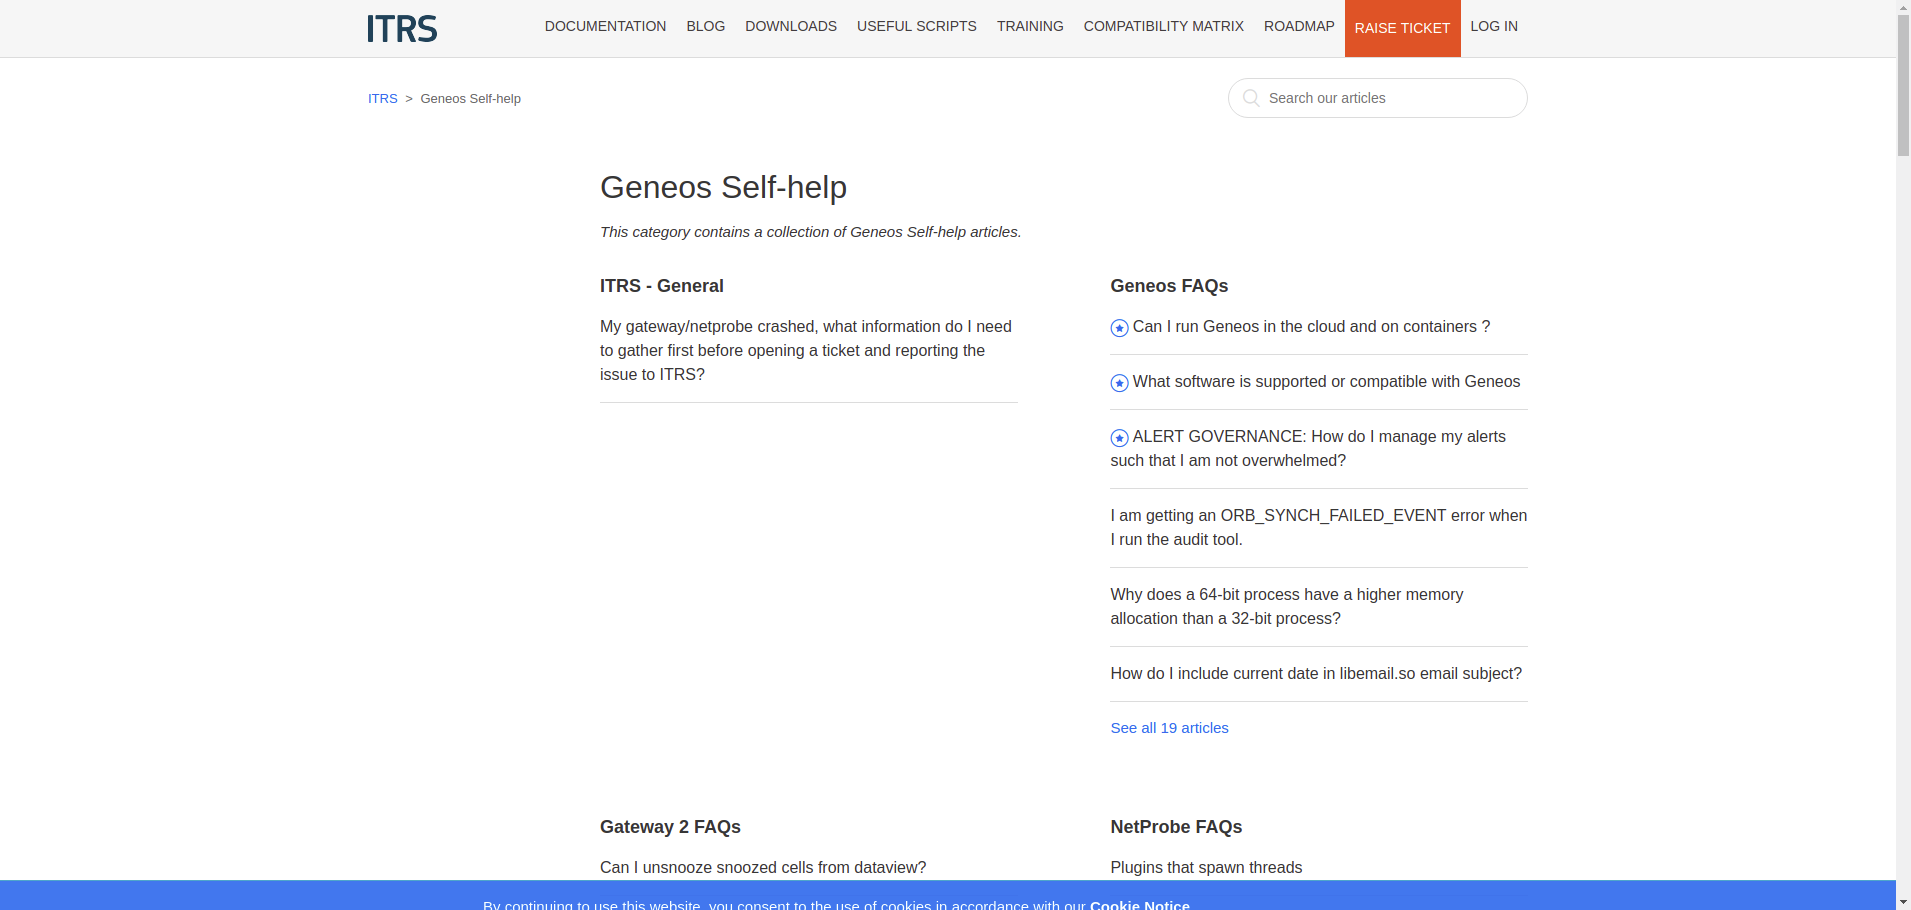 ITRS
DOCUMENTATION BLOG DOWNLOADS USEFUL SCRIPTS TRAINING COMPATIBILITY MATRIX ROADMAP RAISE TICKET LOG IN
ITRS > Geneos Self-help
Search our articles
Geneos Self-help
This category contains a collection of Geneos Self-help articles.
ITRS - General
My gateway/netprobe crashed, what information do I need
to gather first before opening a ticket and reporting the
issue to ITRS?
Geneos FAQs
Can I run Geneos in the cloud and on containers ?
What software is supported or compatible with Geneos
ALERT GOVERNANCE: How do I manage my alerts
such that I am not overwhelmed?
I am getting an ORB_SYNCH_FAILED_EVENT error when
I run the audit tool.
Why does a 64-bit process have a higher memory
allocation than a 32-bit process?
How do I include current date in libemail.so email subject?
See all 19 articles
Gateway 2 FAQs
Can I unsnooze snoozed cells from dataview?
NetProbe FAQs
Plugins that spawn threads
By continuing to use this website, you consent to the use of cookies in accordance with our Cookie Notice